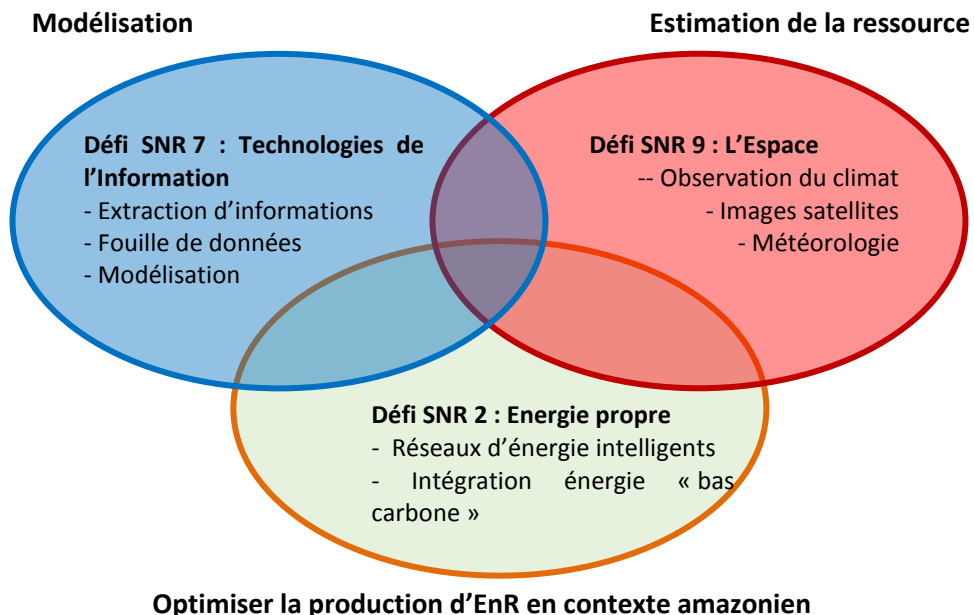 Modélisation
Estimation de la ressource
Défi SNR 7 : Technologies de
l’Information
- Extraction d’informations
- Fouille de données
- Modélisation
Défi SNR 9 : L’Espace
-- Observation du climat
- Images satellites
- Météorologie
Défi SNR 2 : Energie propre
- Réseaux d’énergie intelligents
- Intégration énergie « bas
carbone »
Optimiser la production d’EnR en contexte amazonien